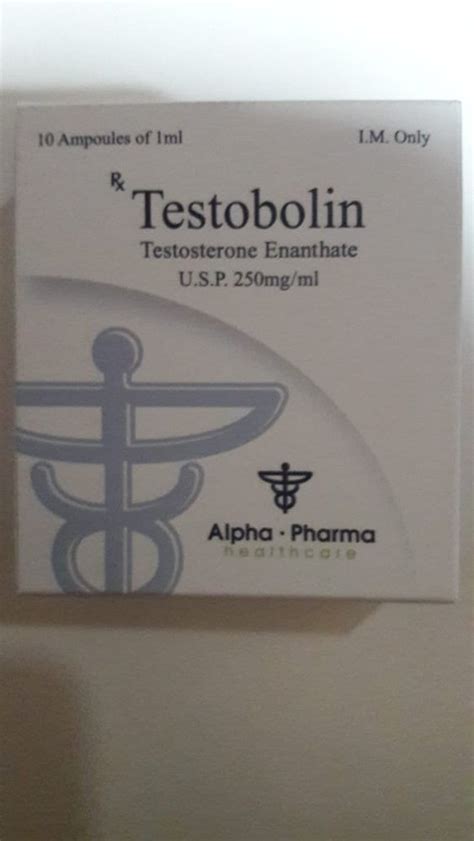 10 Ampoules of 1ml
I.M. Only
℞ Testobolin
Testosterone Enanthate
U.S.P. 250mg/ml
Alpha · Pharma
healthcare